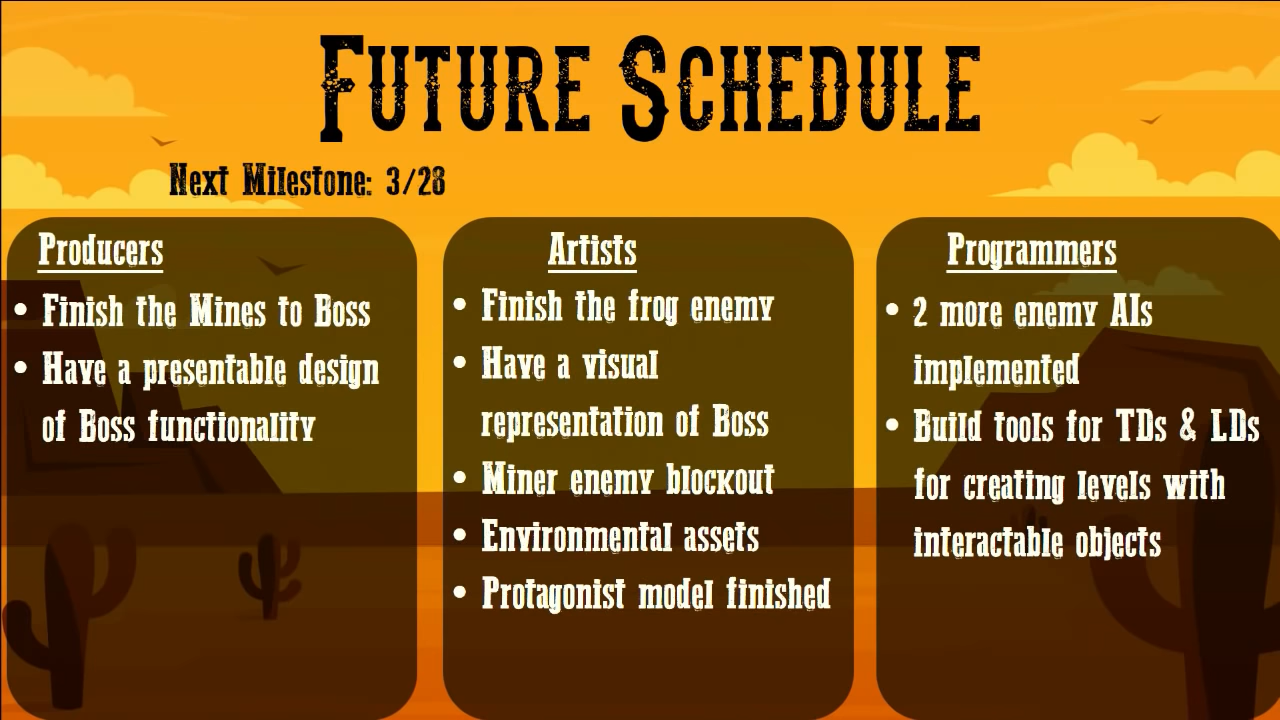 Future Schedule
Next Milestone: 3/28
Producers
• Finish the Mines to Boss
• Have a presentable design
of Boss functionality
Artists
• Finish the frog enemy
• Have a visual
representation of Boss
• Miner enemy blockout
• Environmental assets
• Protagonist model finished
Programmers
• 2 more enemy AIs
implemented
• Build tools for TDs & LDs
for creating levels with
interactable objects